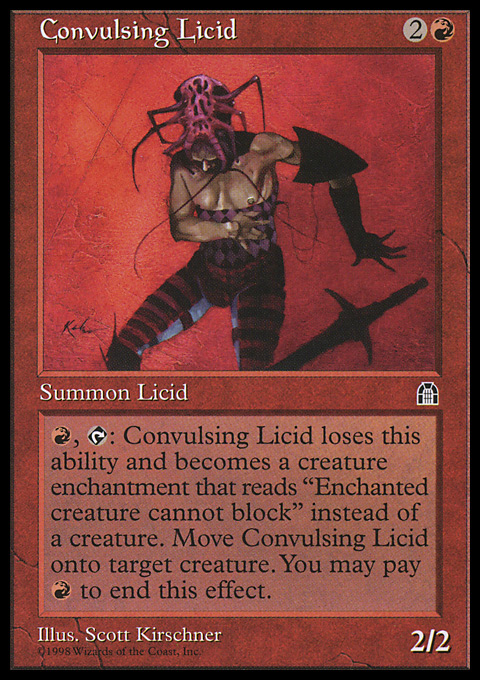 Convulsing Licid 2
Summon Licid
: Convulsing Licid loses this
ability and becomes a creature
enchantment that reads “Enchanted
creature cannot block” instead of
a creature. Move Convulsing Licid
onto target creature. You may pay
to end this effect.
Illus. Scott Kirschner
©1998 Wizards of the Coast, Inc.
2/2